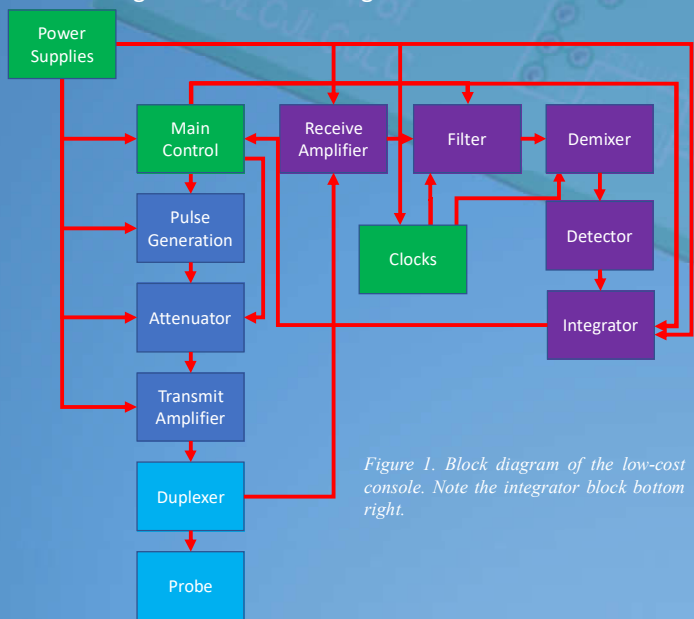 Power
Supplies
Main
Control
Receive
Amplifier
Filter
Demixer
Pulse
Generation
Clocks
Detector
Attenuator
Integrator
Transmit
Amplifier
Duplexer
Probe
Figure 1. Block diagram of the low-cost
console. Note the integrator block bottom
right.